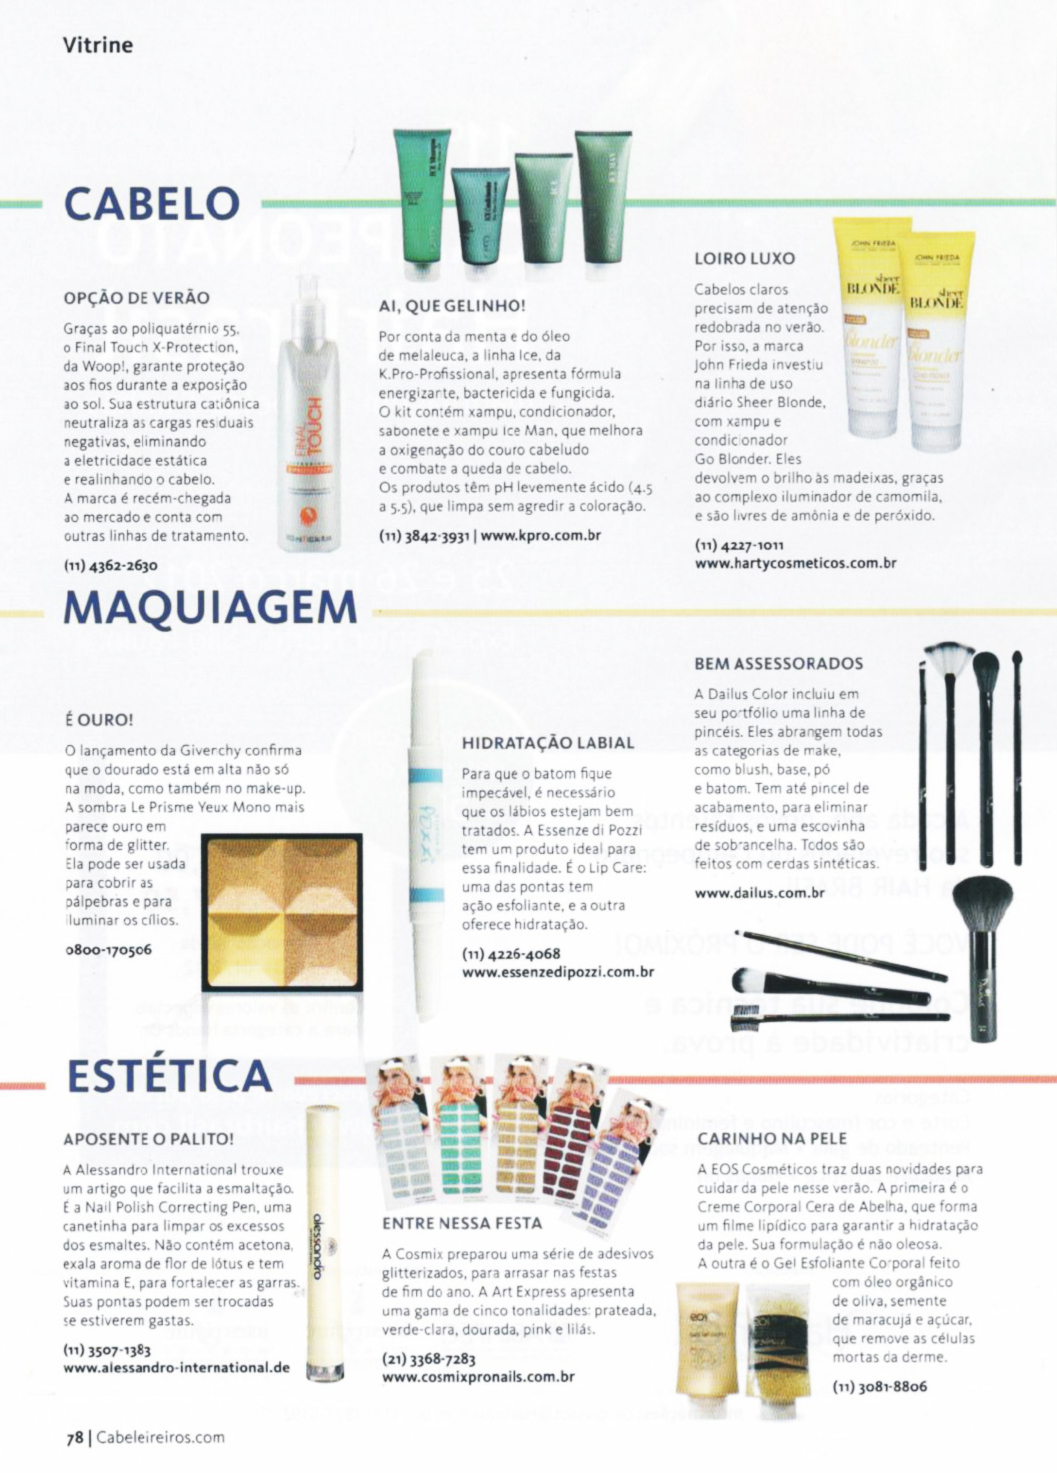 Vitrine
CABELO
OPÇÃO DE VERÃO
Graças ao poliquatérnio 55,
o Final Touch X-Protection,
da Woop!, garante proteção
aos fios durante a exposição
ao sol. Sua estrutura catiônica
neutraliza as cargas residuais
negativas, eliminando
a eletricidade estática
e realinhando o cabelo.
A marca é recém-chegada
ao mercado e conta com
outras linhas de tratamento.
(11) 4362-2630
FINAL
TOUCH
AI, QUE GELINHO!
Por conta da menta e do óleo
de melaleuca, a linha Ice, da
K.Pro-Profissional, apresenta fórmula
energizante, bactericida e fungicida.
O kit contém xampu, condicionador,
sabonete e xampu Ice Man, que melhora
a oxigenação do couro cabeludo
e combate a queda de cabelo.
Os produtos têm pH levemente ácido (4.5
a 5.5), que limpa sem agredir a coloração.
(11) 3842-3931 | www.kpro.com.br
LOIRO LUXO
Cabelos claros
precisam de atenção
redobrada no verão.
Por isso, a marca
John Frieda investiu
na linha de uso
diário Sheer Blonde,
com xampu e
condicionador
Go Blonder. Eles
devolvem o brilho às madeixas, graças
ao complexo iluminador de camomila,
e são livres de amônia e de peróxido.
(11) 4227-1011
www.hartycosmeticos.com.br
JOHN FRIEDA
sheer
BLONDE
JOHN FRIEDA
sheer
BLONDE
MAQUIAGEM
É OURO!
O lançamento da Givenchy confirma
que o dourado está em alta não só
na moda, como também no make-up.
A sombra Le Prisme Yeux Mono mais
parece ouro em
forma de glitter.
Ela pode ser usada
para cobrir as
pálpebras e para
iluminar os cílios.
0800-170506
HIDRATAÇÃO LABIAL
Para que o batom fique
impecável, é necessário
que os lábios estejam bem
tratados. A Essenze di Pozzi
tem um produto ideal para
essa finalidade. É o Lip Care:
uma das pontas tem
ação esfoliante, e a outra
oferece hidratação.
(11) 4226-4068
www.essenzedipozzi.com.br
BEM ASSESSORADOS
A Dailus Color incluiu em
seu portfólio uma linha de
pincéis. Eles abrangem todas
as categorias de make,
como blush, base, pó
e batom. Tem até pincel de
acabamento, para eliminar
resíduos, e uma escovinha
de sobrancelha. Todos são
feitos com cerdas sintéticas.
www.dailus.com.br
ESTÉTICA
APOSENTE O PALITO!
A Alessandro International trouxe
um artigo que facilita a esmaltação.
É a Nail Polish Correcting Pen, uma
canetinha para limpar os excessos
dos esmaltes. Não contém acetona,
exala aroma de flor de lótus e tem
vitamina E, para fortalecer as garras.
Suas pontas podem ser trocadas
se estiverem gastas.
(11) 3507-1383
www.alessandro-international.de
alessandro
ENTRE NESSA FESTA
A Cosmix preparou uma série de adesivos
glitterizados, para arrasar nas festas
de fim do ano. A Art Express apresenta
uma gama de cinco tonalidades: prateada,
verde-clara, dourada, pink e lilás.
(21) 3368-7283
www.cosmixpronails.com.br
CARINHO NA PELE
A EOS Cosméticos traz duas novidades para
cuidar da pele nesse verão. A primeira é o
Creme Corporal Cera de Abelha, que forma
um filme lipídico para garantir a hidratação
da pele. Sua formulação é não oleosa.
A outra é o Gel Esfoliante Corporal feito
com óleo orgânico
de oliva, semente
de maracujá e açúcar,
que remove as células
mortas da derme.
(11) 3081-8806
78 | Cabeleireiros.com